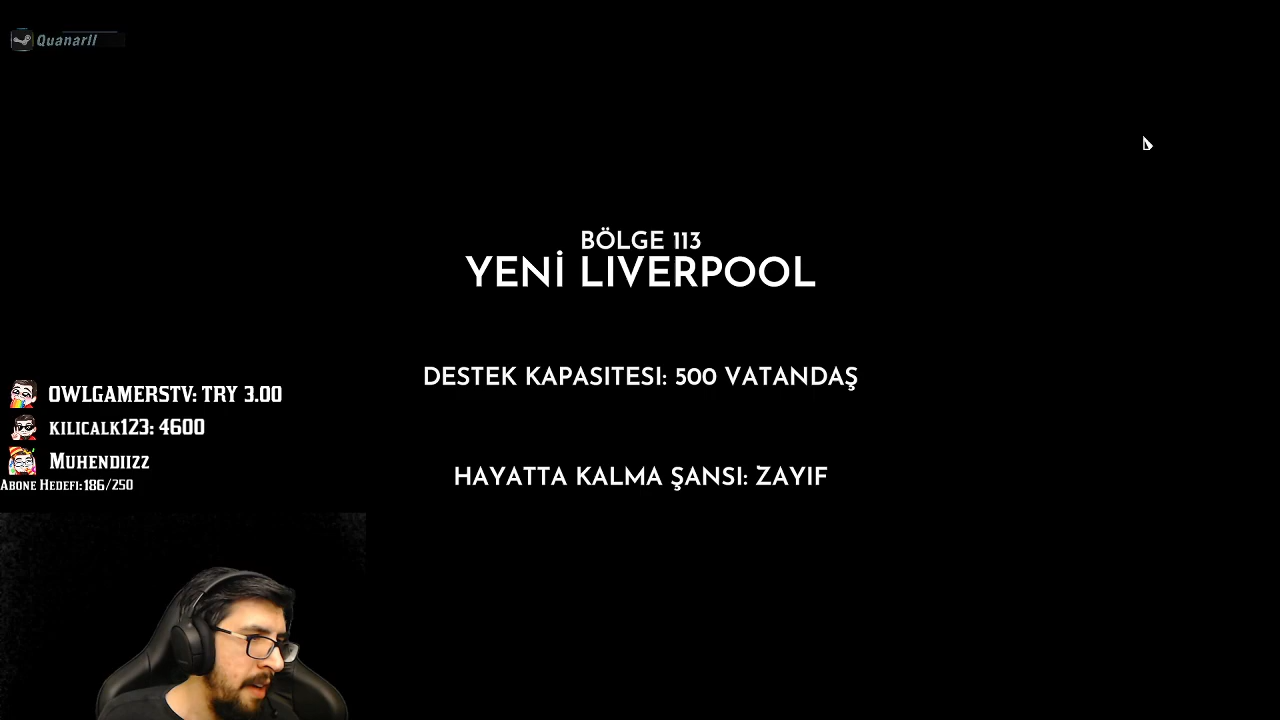 Quanarll
BÖLGE 113
YENİ LIVERPOOL
DESTEK KAPASITESI: 500 VATANDAŞ
HAYATTA KALMA ŞANSI: ZAYIF
OWLGAMERSTV: TRY 3.00
KILICALK123: 4600
MUHENDIIZZ
ABONE HEDEFI: 186/250